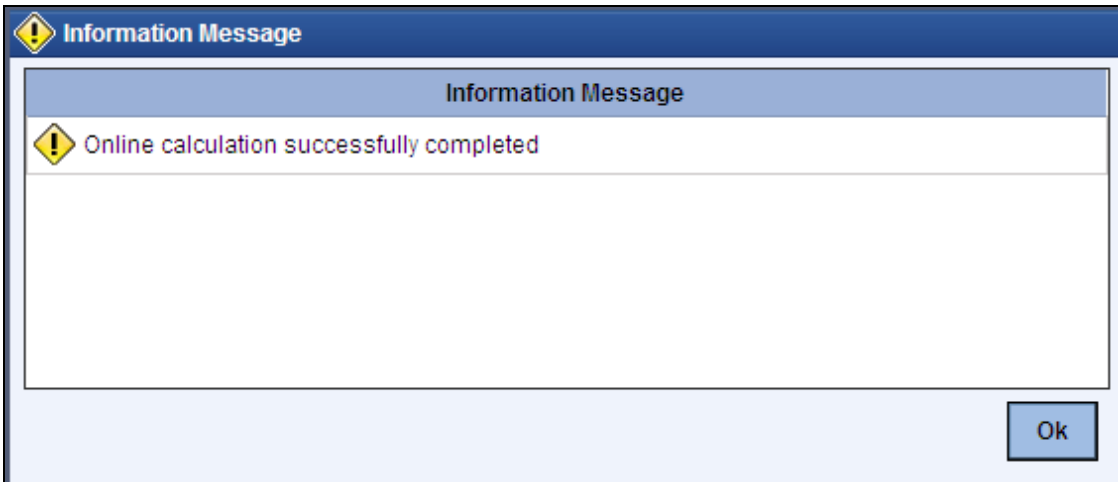 Information Message
Information Message
Online calculation successfully completed
Ok